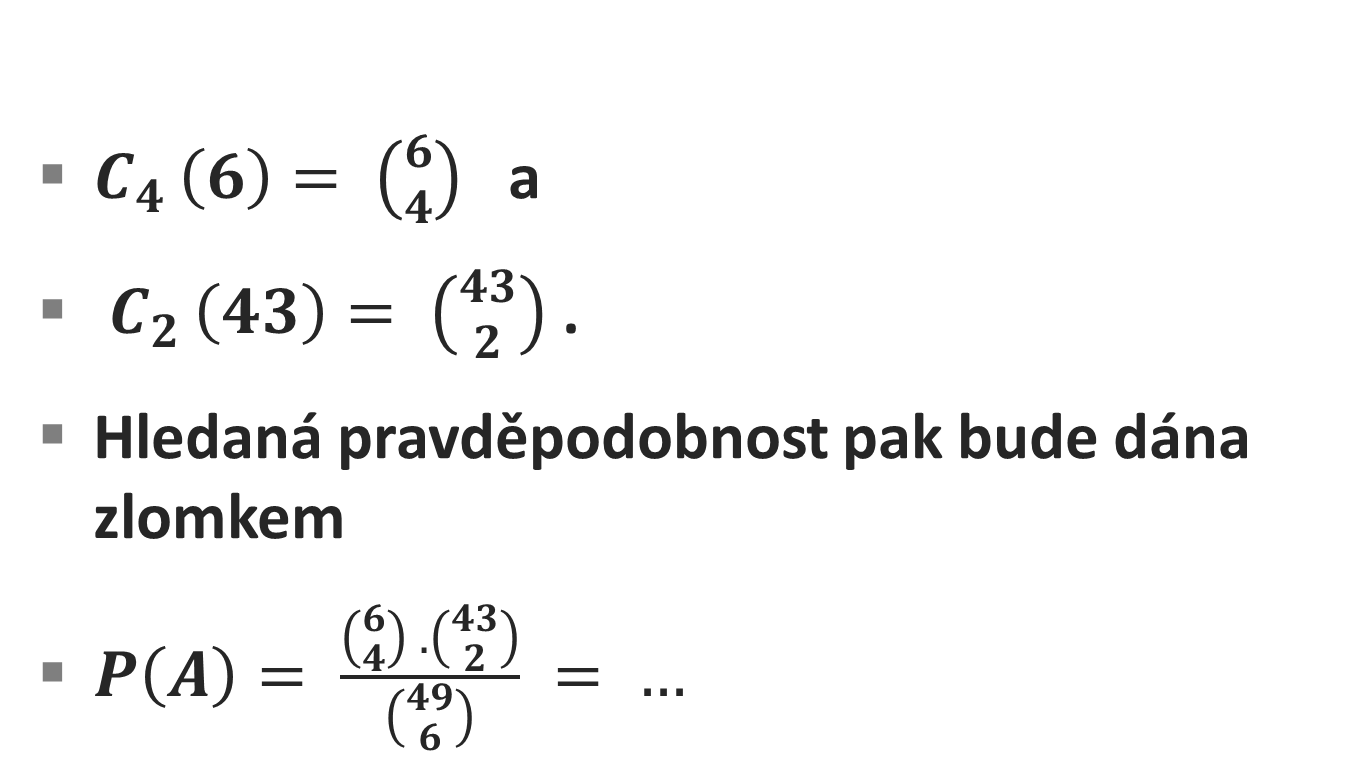 ▪ C₄ (6) = (6 4) a
▪ C₂ (43) = (43 2) .
▪ Hledaná pravděpodobnost pak bude dána
zlomkem
▪ P(A) = (6 4) .(43 2) / (49 6) = …